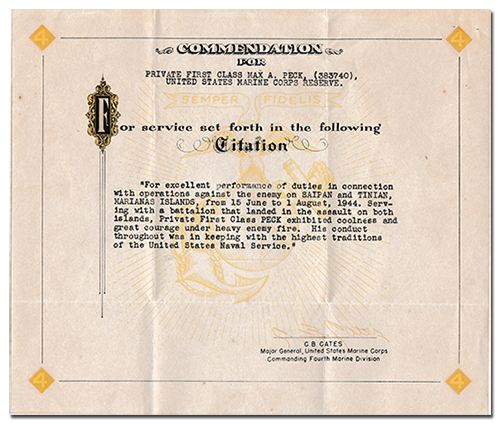 4 4
COMMENDATION
FOR
PRIVATE FIRST CLASS MAX A. PECK, (383740),
UNITED STATES MARINE CORPS RESERVE.
SEMPER FIDELIS
For service set forth in the following
Citation
"For excellent performance of duties in connection
with operations against the enemy on SAIPAN and TINIAN,
MARIANAS ISLANDS, from 15 June to 1 August, 1944. Serv-
ing with a battalion that landed in the assault on both
islands, Private First Class PECK exhibited coolness and
great courage under heavy enemy fire. His conduct
throughout was in keeping with the highest traditions
of the United States Naval Service."
C B CATES
Major General, United States Marine Corps
Commanding Fourth Marine Division
4 4